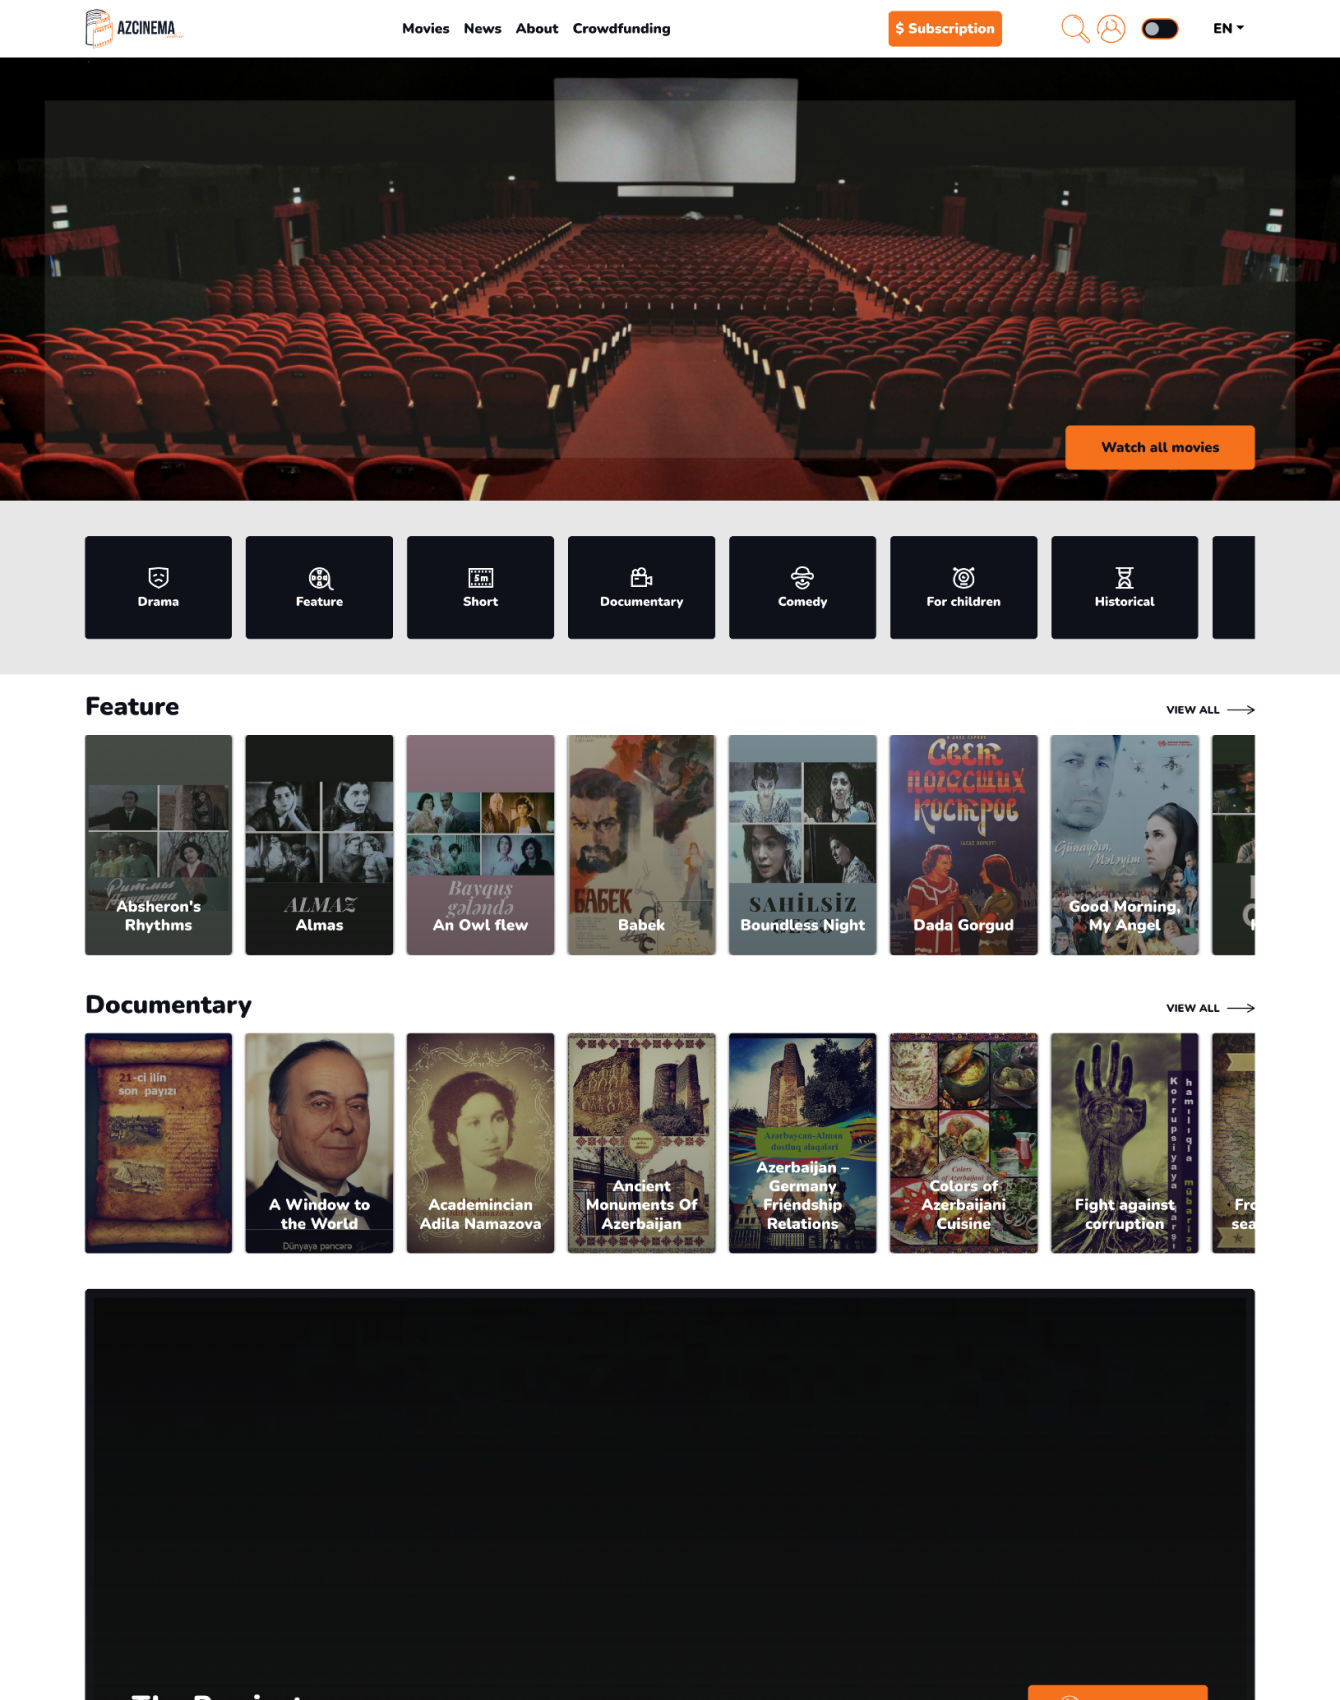 AZCINEMA
Movies News About Crowdfunding
$ Subscription
EN
Watch all movies
Drama
Feature
Short
5m
Documentary
Comedy
For children
Historical
Feature
VIEW ALL
Absheron's
Rhythms
ALMAZ
Almas
Bayquş
gələndə
An Owl flew
БАБЕК
Babek
SAHİLSİZ
Boundless Night
Свет
погасших
костров
Dada Gorgud
Günaydın, Mələyim
Good Morning,
My Angel
Documentary
VIEW ALL
21-ci ilin
son payızı
A Window to
the World
Dünyaya pəncərə
Academincian
Adila Namazova
Ancient
Monuments Of
Azerbaijan
Azərbaycan-Alman
dostluq əlaqələri
Azerbaijan –
Germany
Friendship
Relations
Colors
of Azerbaijani
Colors of
Azerbaijani
Cuisine
Korrupsiyaya qarşı
hamılıqla mübarizə
Fight against
corruption